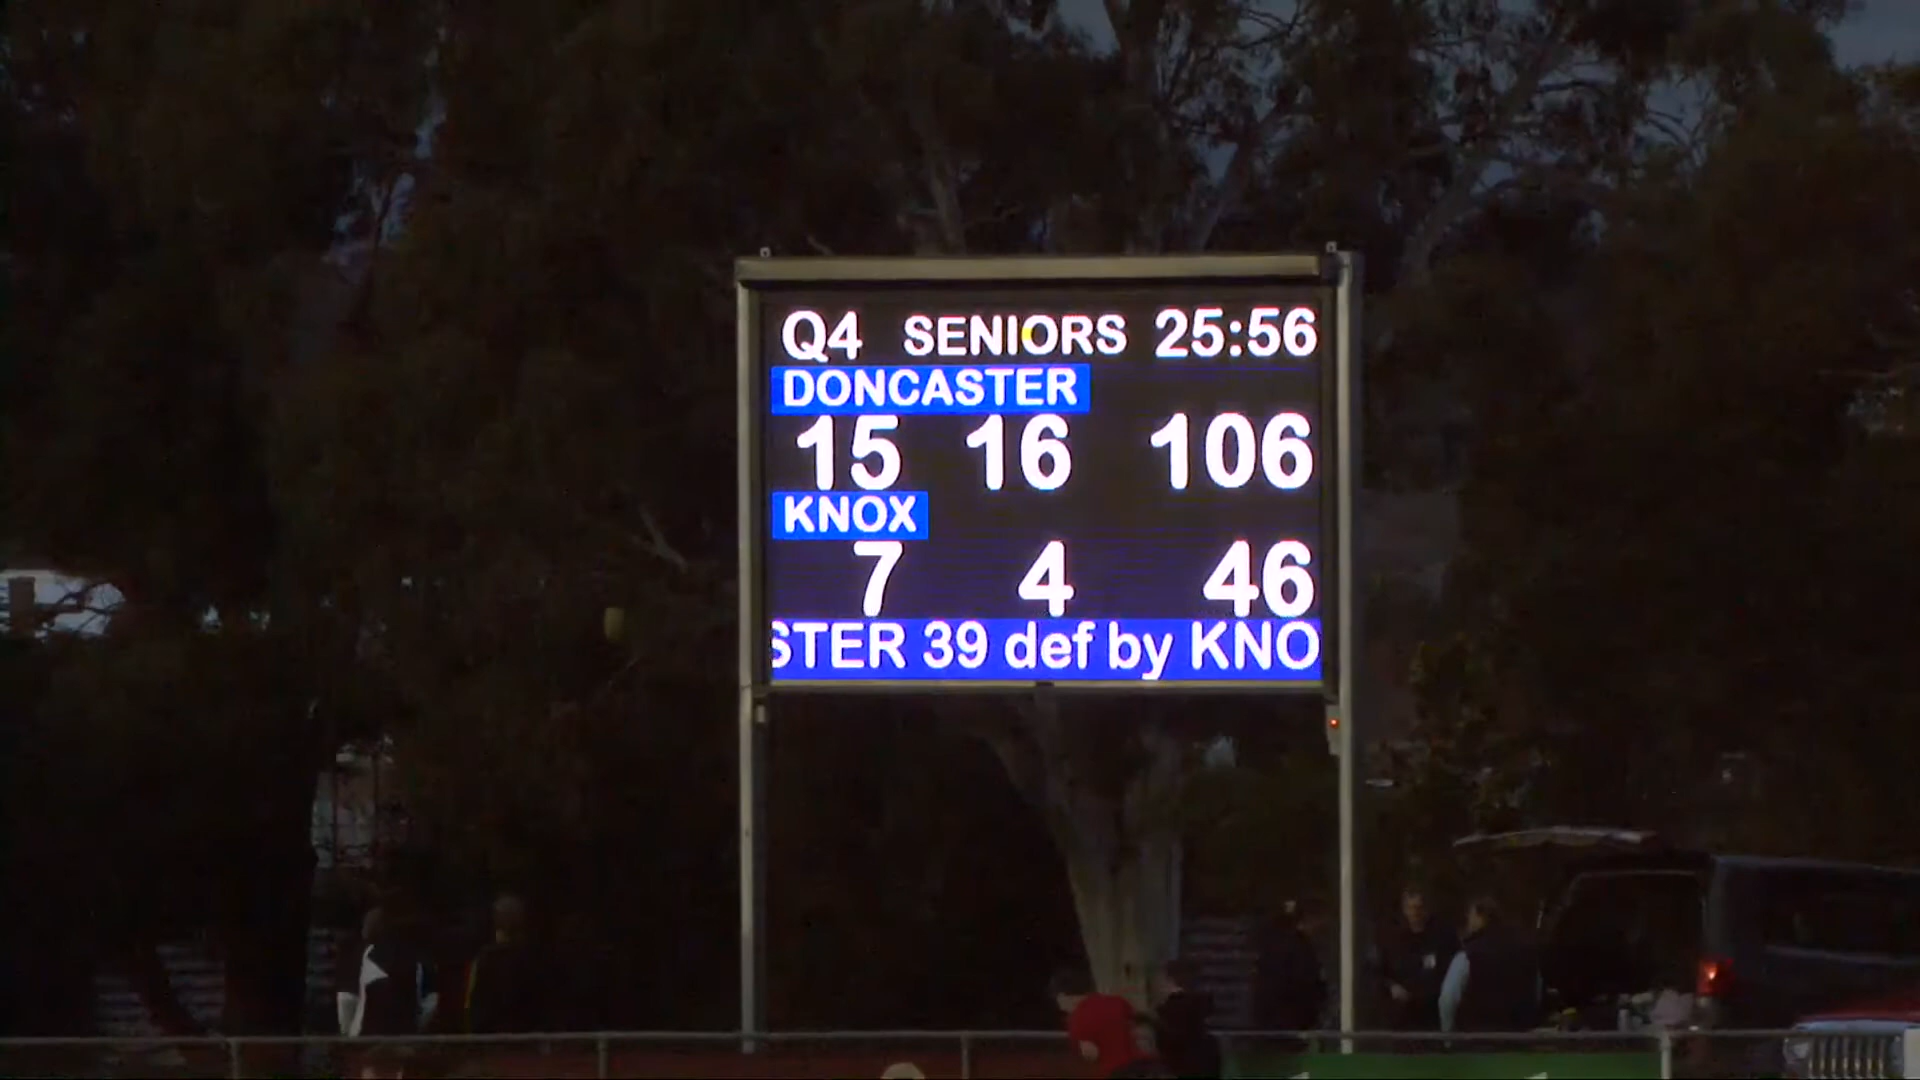 Q4 SENIORS 25:56
DONCASTER
15 16 106
KNOX
7 4 46
STER 39 def by KNO